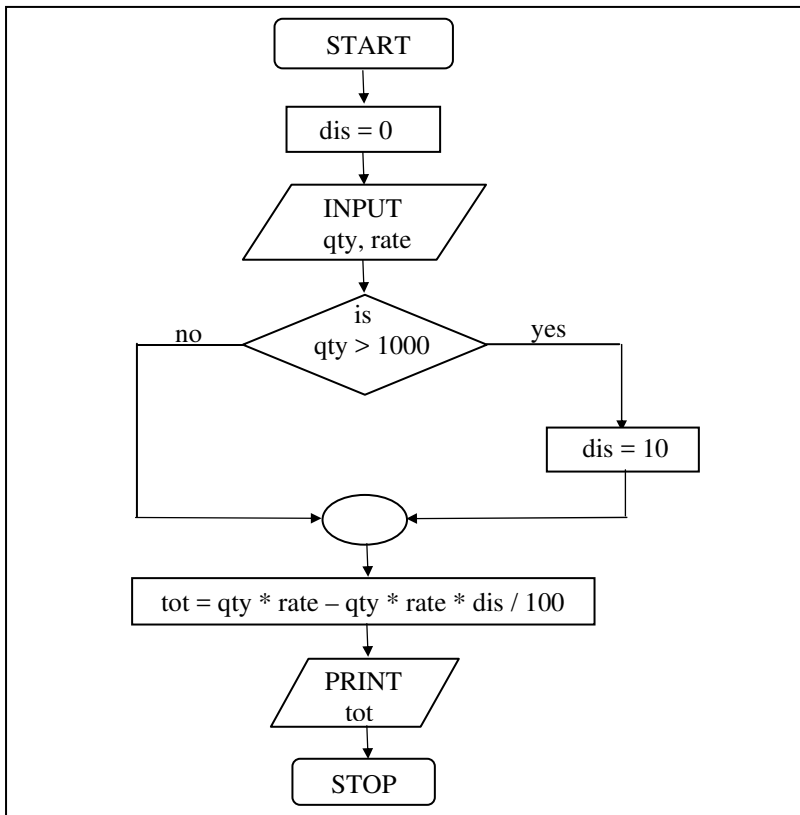 START
dis = 0
INPUT
qty, rate
is
no
qty > 1000
yes
dis = 10
tot = qty * rate – qty * rate * dis / 100
PRINT
tot
STOP